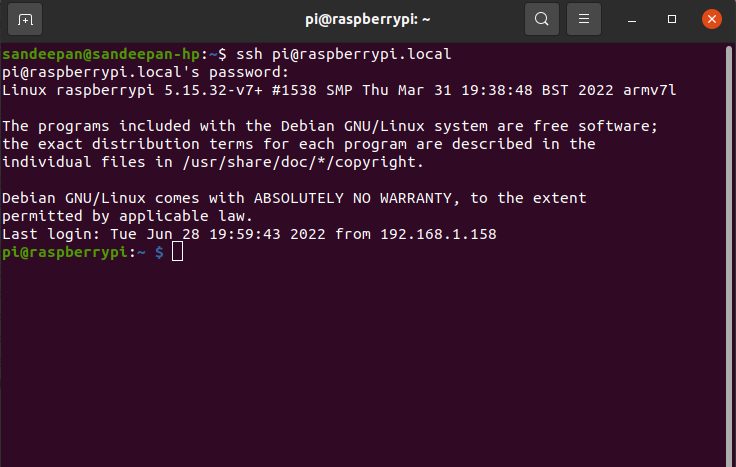 pi@raspberrypi: ~
sandeepan@sandeepan-hp:~$ ssh pi@raspberrypi.local
pi@raspberrypi.local's password:
Linux raspberrypi 5.15.32-v7+ #1538 SMP Thu Mar 31 19:38:48 BST 2022 armv7l
The programs included with the Debian GNU/Linux system are free software;
the exact distribution terms for each program are described in the
individual files in /usr/share/doc/*/copyright.
Debian GNU/Linux comes with ABSOLUTELY NO WARRANTY, to the extent
permitted by applicable law.
Last login: Tue Jun 28 19:59:43 2022 from 192.168.1.158
pi@raspberrypi:~ $